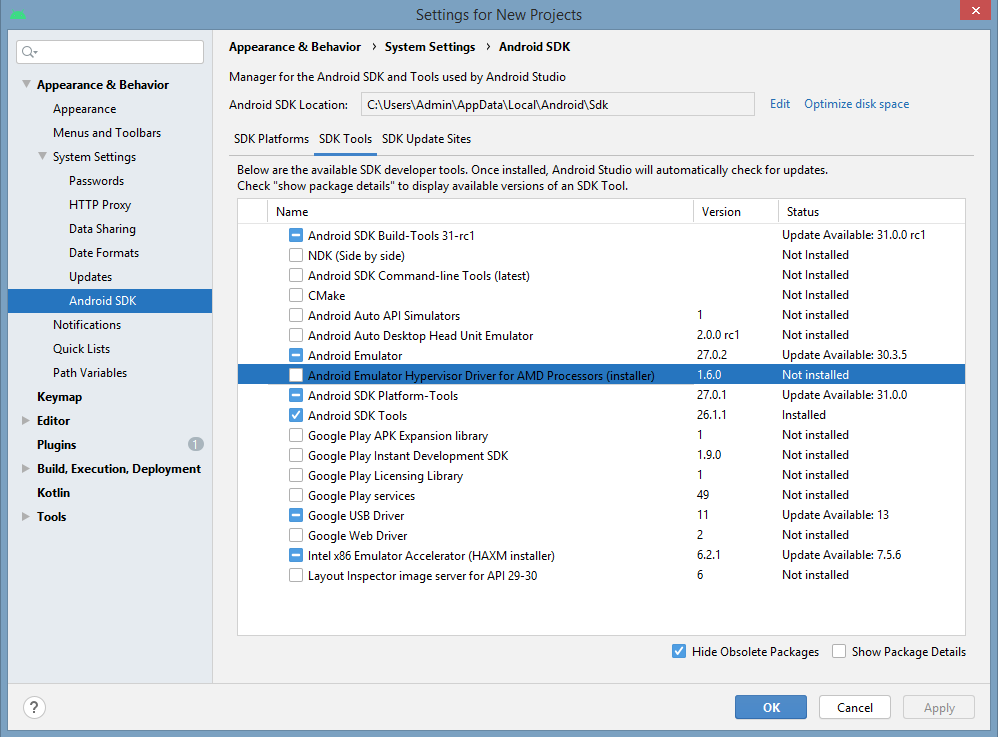 Settings for New Projects
Appearance & Behavior
Appearance
Menus and Toolbars
System Settings
Passwords
HTTP Proxy
Data Sharing
Date Formats
Updates
Android SDK
Notifications
Quick Lists
Path Variables
Keymap
Editor
Plugins 1
Build, Execution, Deployment
Kotlin
Tools
Appearance & Behavior › System Settings › Android SDK
Manager for the Android SDK and Tools used by Android Studio
Android SDK Location: C:\Users\Admin\AppData\Local\Android\Sdk Edit Optimize disk space
SDK Platforms SDK Tools SDK Update Sites
Below are the available SDK developer tools. Once installed, Android Studio will automatically check for updates.
Check "show package details" to display available versions of an SDK Tool.
Name Version Status
Android SDK Build-Tools 31-rc1 Update Available: 31.0.0 rc1
NDK (Side by side) Not Installed
Android SDK Command-line Tools (latest) Not Installed
CMake Not Installed
Android Auto API Simulators 1 Not installed
Android Auto Desktop Head Unit Emulator 2.0.0 rc1 Not installed
Android Emulator 27.0.2 Update Available: 30.3.5
Android Emulator Hypervisor Driver for AMD Processors (installer) 1.6.0 Not installed
Android SDK Platform-Tools 27.0.1 Update Available: 31.0.0
Android SDK Tools 26.1.1 Installed
Google Play APK Expansion library 1 Not installed
Google Play Instant Development SDK 1.9.0 Not installed
Google Play Licensing Library 1 Not installed
Google Play services 49 Not installed
Google USB Driver 11 Update Available: 13
Google Web Driver 2 Not installed
Intel x86 Emulator Accelerator (HAXM installer) 6.2.1 Update Available: 7.5.6
Layout Inspector image server for API 29-30 6 Not installed
Hide Obsolete Packages Show Package Details
? OK Cancel Apply